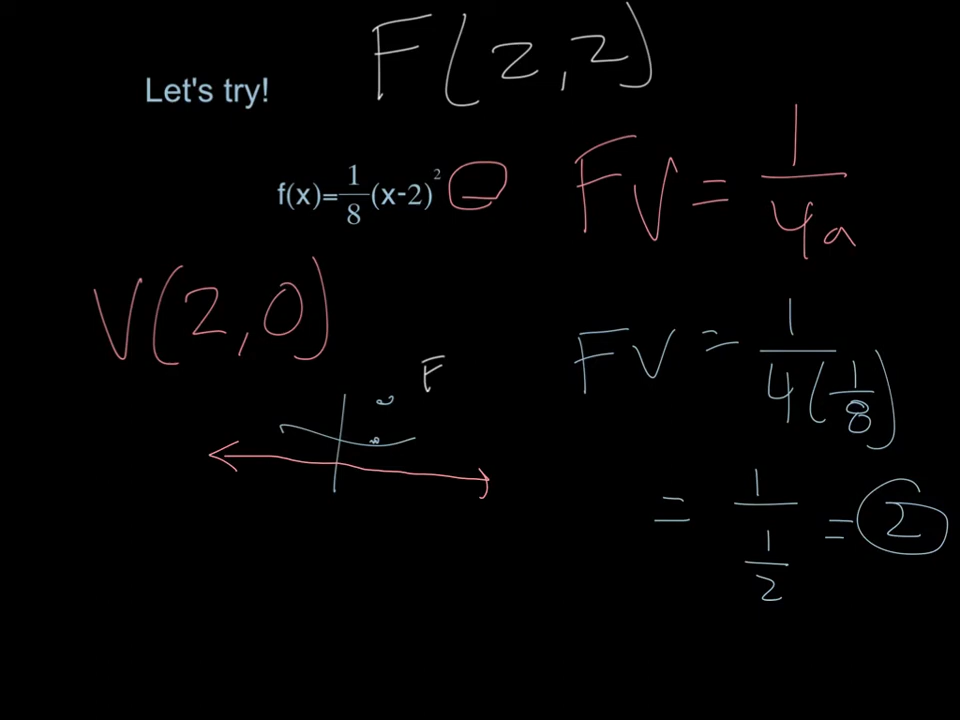 F(2,2)
Let's try!
f(x)=1/8(x-2)²
FV = 1/4a
V(2,0)
FV = 1/4(1/8)
F
= 1/(1/2) = 2